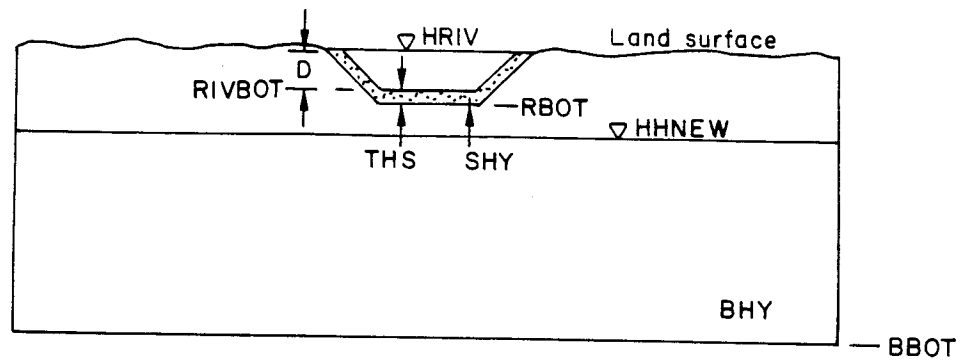 HRIV
Land surface
D
RIVBOT
RBOT
HHNEW
THS
SHY
BHY
BBOT